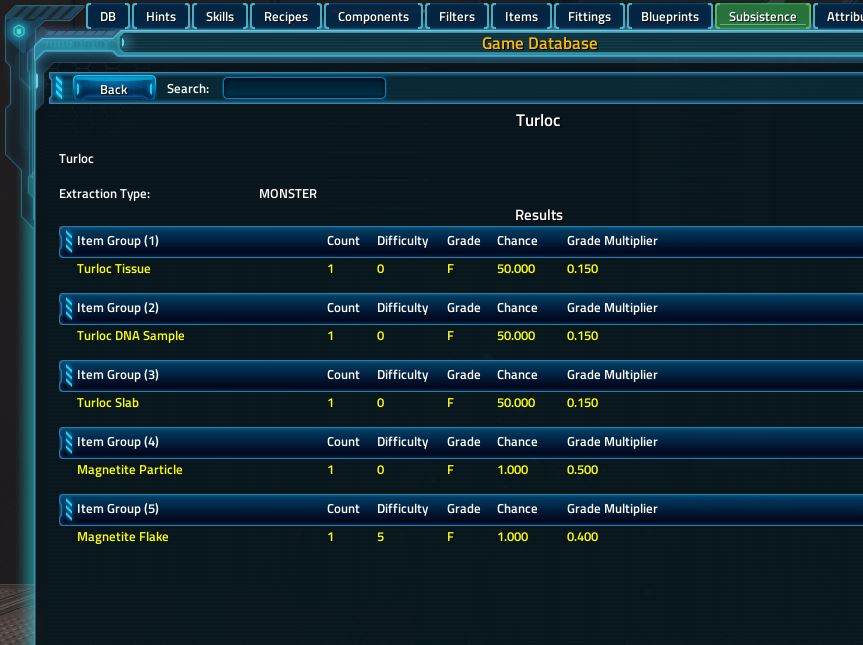 DB Hints Skills Recipes Components Filters Items Fittings Blueprints Subsistence Attribu
Game Database
Back Search:
Turloc
Turloc
Extraction Type: MONSTER
Results
Item Group (1) Count Difficulty Grade Chance Grade Multiplier
Turloc Tissue 1 0 F 50.000 0.150
Item Group (2) Count Difficulty Grade Chance Grade Multiplier
Turloc DNA Sample 1 0 F 50.000 0.150
Item Group (3) Count Difficulty Grade Chance Grade Multiplier
Turloc Slab 1 0 F 50.000 0.150
Item Group (4) Count Difficulty Grade Chance Grade Multiplier
Magnetite Particle 1 0 F 1.000 0.500
Item Group (5) Count Difficulty Grade Chance Grade Multiplier
Magnetite Flake 1 5 F 1.000 0.400